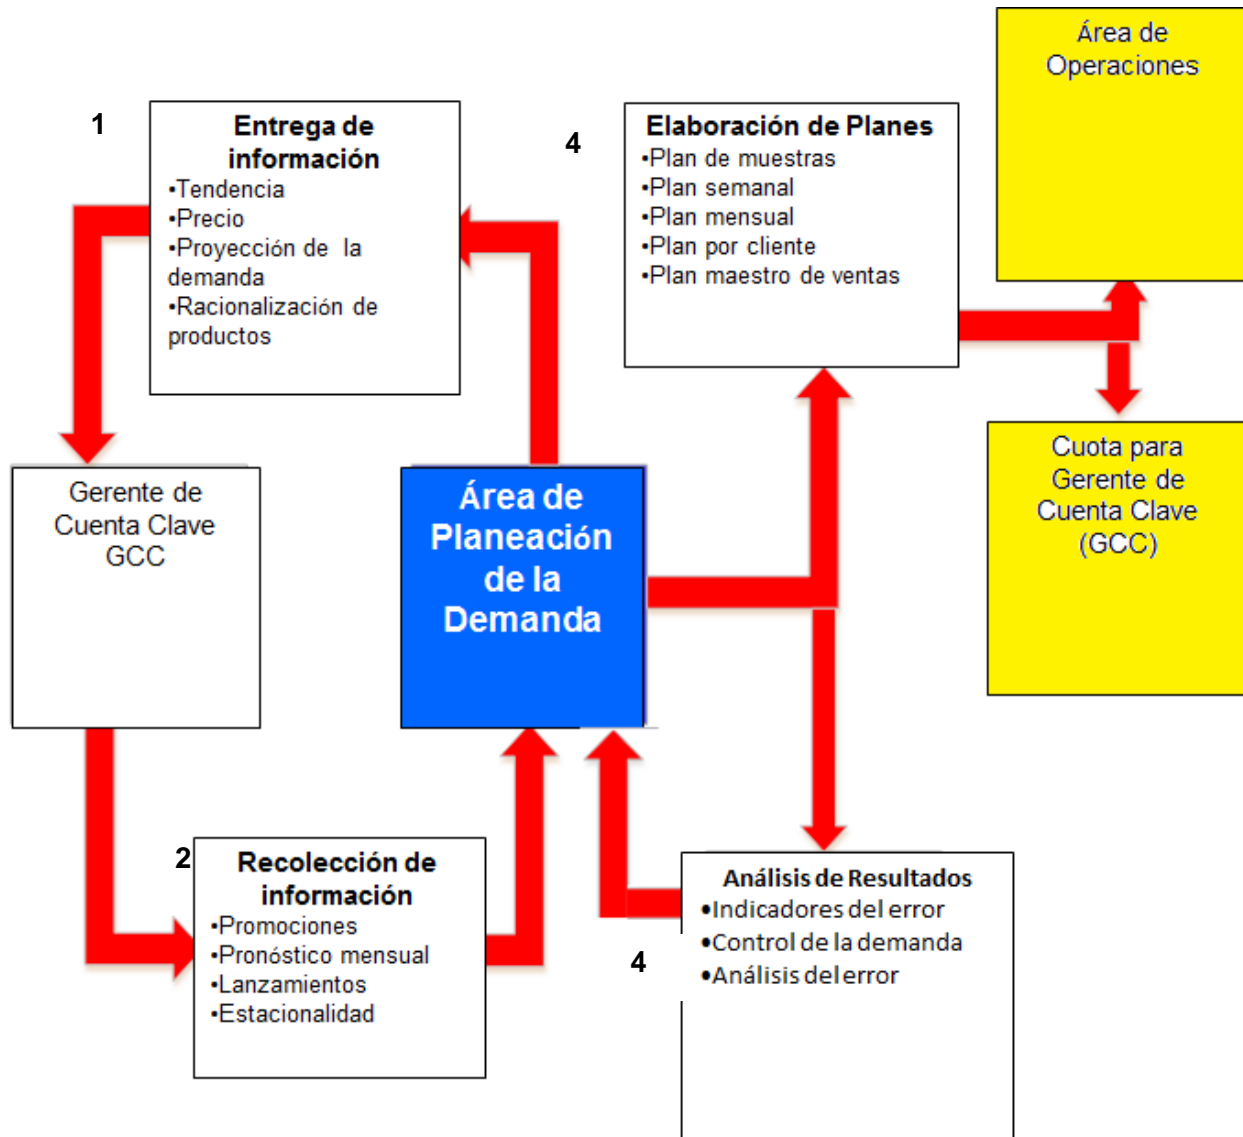 1
Entrega de
información
•Tendencia
•Precio
•Proyección de la
demanda
•Racionalización de
productos
4
Elaboración de Planes
•Plan de muestras
•Plan semanal
•Plan mensual
•Plan por cliente
•Plan maestro de ventas
Área de
Operaciones
Gerente de
Cuenta Clave
GCC
Área de
Planeación
de la
Demanda
Cuota para
Gerente de
Cuenta Clave
(GCC)
2
Recolección de
información
•Promociones
•Pronóstico mensual
•Lanzamientos
•Estacionalidad
4
Análisis de Resultados
•Indicadores del error
•Control de la demanda
•Análisis del error